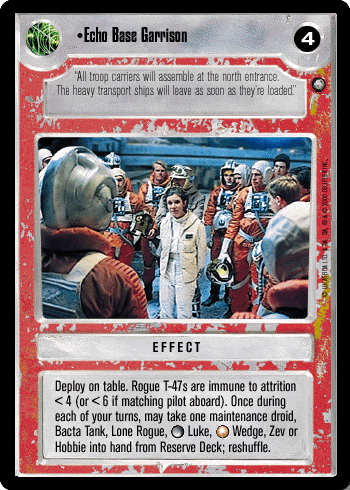 •Echo Base Garrison
4
"All troop carriers will assemble at the north entrance.
The heavy transport ships will leave as soon as they're loaded."
EFFECT
Deploy on table. Rogue T-47s are immune to attrition
< 4 (or < 6 if matching pilot aboard). Once during
each of your turns, may take one maintenance droid,
Bacta Tank, Lone Rogue, Luke, Wedge, Zev or
Hobbie into hand from Reserve Deck; reshuffle.